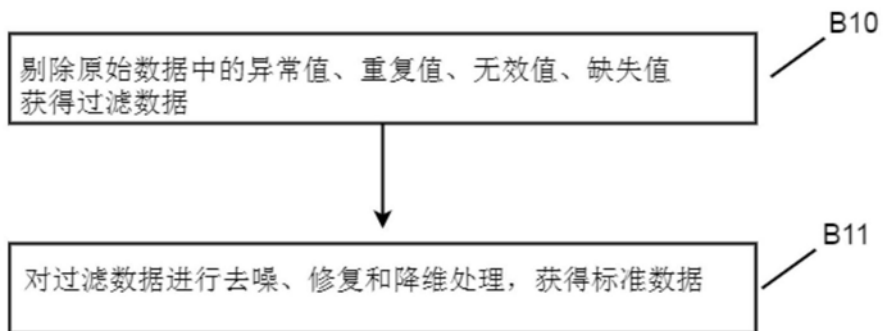 B10
剔除原始数据中的异常值、重复值、无效值、缺失值
获得过滤数据
B11
对过滤数据进行去噪、修复和降维处理，获得标准数据